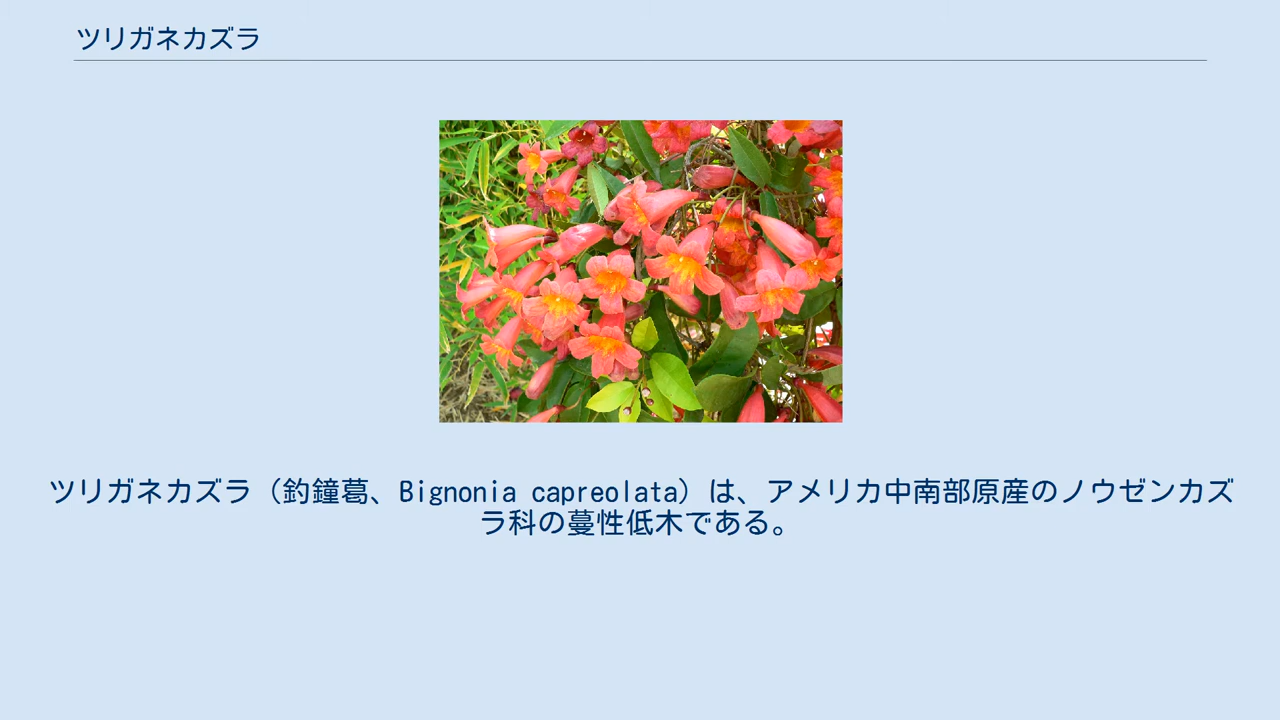 ツリガネカズラ
ツリガネカズラ（釣鐘葛、Bignonia capreolata）は、アメリカ中南部原産のノウゼンカズ
ラ科の蔓性低木である。